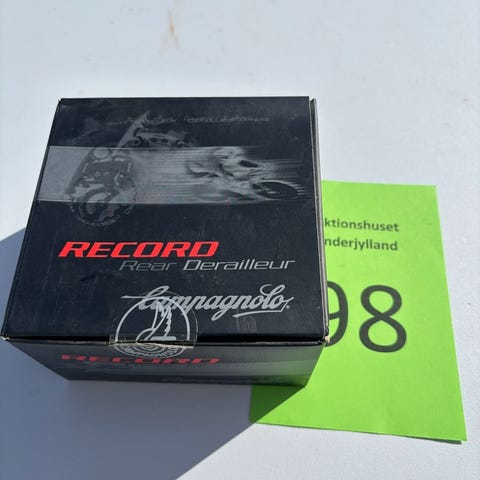 RECORD
Rear Derailleur
Campagnolo
RECORD
ktionshuset
nderjylland
98